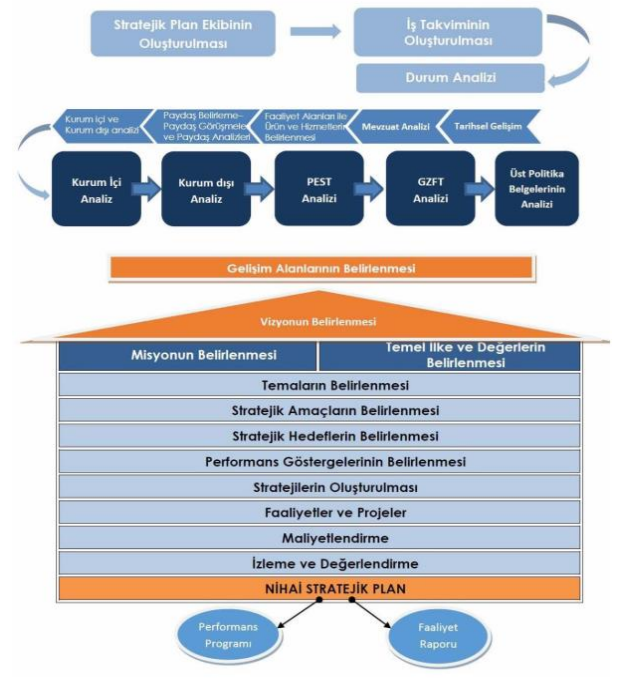 Stratejik Plan Ekibinin
Oluşturulması
İş Takviminin
Oluşturulması
Durum Analizi
Kurum içi ve
Kurum dışı analizi
Paydaş Belirleme–
Paydaş Görüşmeler
ve Paydaş Analizleri
Faaliyet Alanları ile
Ürün ve Hizmetlerin
Belirlenmesi
Mevzuat Analizi
Tarihsel Gelişim
Kurum İçi
Analiz
Kurum dışı
Analiz
PEST
Analizi
GZFT
Analizi
Üst Politika
Belgelerinin
Analizi
Gelişim Alanlarının Belirlenmesi
Vizyonun Belirlenmesi
Misyonun Belirlenmesi
Temel İlke ve Değerlerin
Belirlenmesi
Temaların Belirlenmesi
Stratejik Amaçların Belirlenmesi
Stratejik Hedeflerin Belirlenmesi
Performans Göstergelerinin Belirlenmesi
Stratejilerin Oluşturulması
Faaliyetler ve Projeler
Maliyetlendirme
İzleme ve Değerlendirme
NİHAİ STRATEJİK PLAN
Performans
Programı
Faaliyet
Raporu